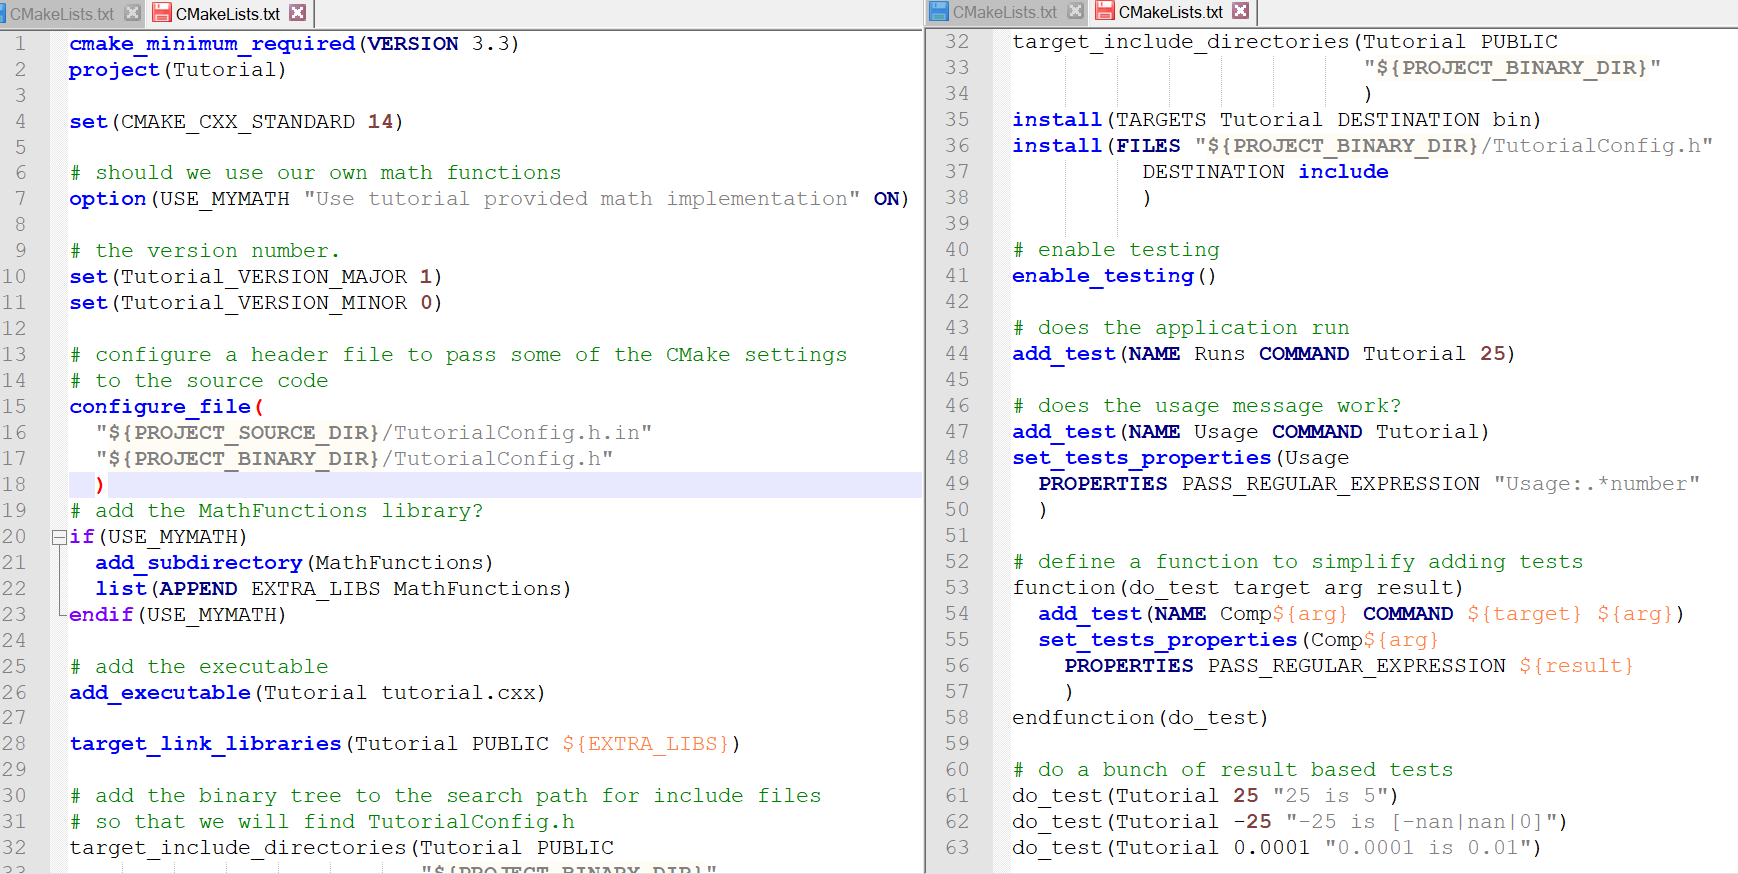 CMakeLists.txt CMakeLists.txt
1 cmake_minimum_required(VERSION 3.3)
2 project(Tutorial)
3
4 set(CMAKE_CXX_STANDARD 14)
5
6 # should we use our own math functions
7 option(USE_MYMATH "Use tutorial provided math implementation" ON)
8
9 # the version number.
10 set(Tutorial_VERSION_MAJOR 1)
11 set(Tutorial_VERSION_MINOR 0)
12
13 # configure a header file to pass some of the CMake settings
14 # to the source code
15 configure_file(
16   "${PROJECT_SOURCE_DIR}/TutorialConfig.h.in"
17   "${PROJECT_BINARY_DIR}/TutorialConfig.h"
18   )
19 # add the MathFunctions library?
20 if(USE_MYMATH)
21   add_subdirectory(MathFunctions)
22   list(APPEND EXTRA_LIBS MathFunctions)
23 endif(USE_MYMATH)
24
25 # add the executable
26 add_executable(Tutorial tutorial.cxx)
27
28 target_link_libraries(Tutorial PUBLIC ${EXTRA_LIBS})
29
30 # add the binary tree to the search path for include files
31 # so that we will find TutorialConfig.h
32 target_include_directories(Tutorial PUBLIC
33                            "${PROJECT_BINARY_DIR}"
CMakeLists.txt CMakeLists.txt
32 target_include_directories(Tutorial PUBLIC
33                            "${PROJECT_BINARY_DIR}"
34                            )
35 install(TARGETS Tutorial DESTINATION bin)
36 install(FILES "${PROJECT_BINARY_DIR}/TutorialConfig.h"
37           DESTINATION include
38           )
39
40 # enable testing
41 enable_testing()
42
43 # does the application run
44 add_test(NAME Runs COMMAND Tutorial 25)
45
46 # does the usage message work?
47 add_test(NAME Usage COMMAND Tutorial)
48 set_tests_properties(Usage
49   PROPERTIES PASS_REGULAR_EXPRESSION "Usage:.*number"
50   )
51
52 # define a function to simplify adding tests
53 function(do_test target arg result)
54   add_test(NAME Comp${arg} COMMAND ${target} ${arg})
55   set_tests_properties(Comp${arg}
56     PROPERTIES PASS_REGULAR_EXPRESSION ${result}
57     )
58 endfunction(do_test)
59
60 # do a bunch of result based tests
61 do_test(Tutorial 25 "25 is 5")
62 do_test(Tutorial -25 "-25 is [-nan|nan|0]")
63 do_test(Tutorial 0.0001 "0.0001 is 0.01")